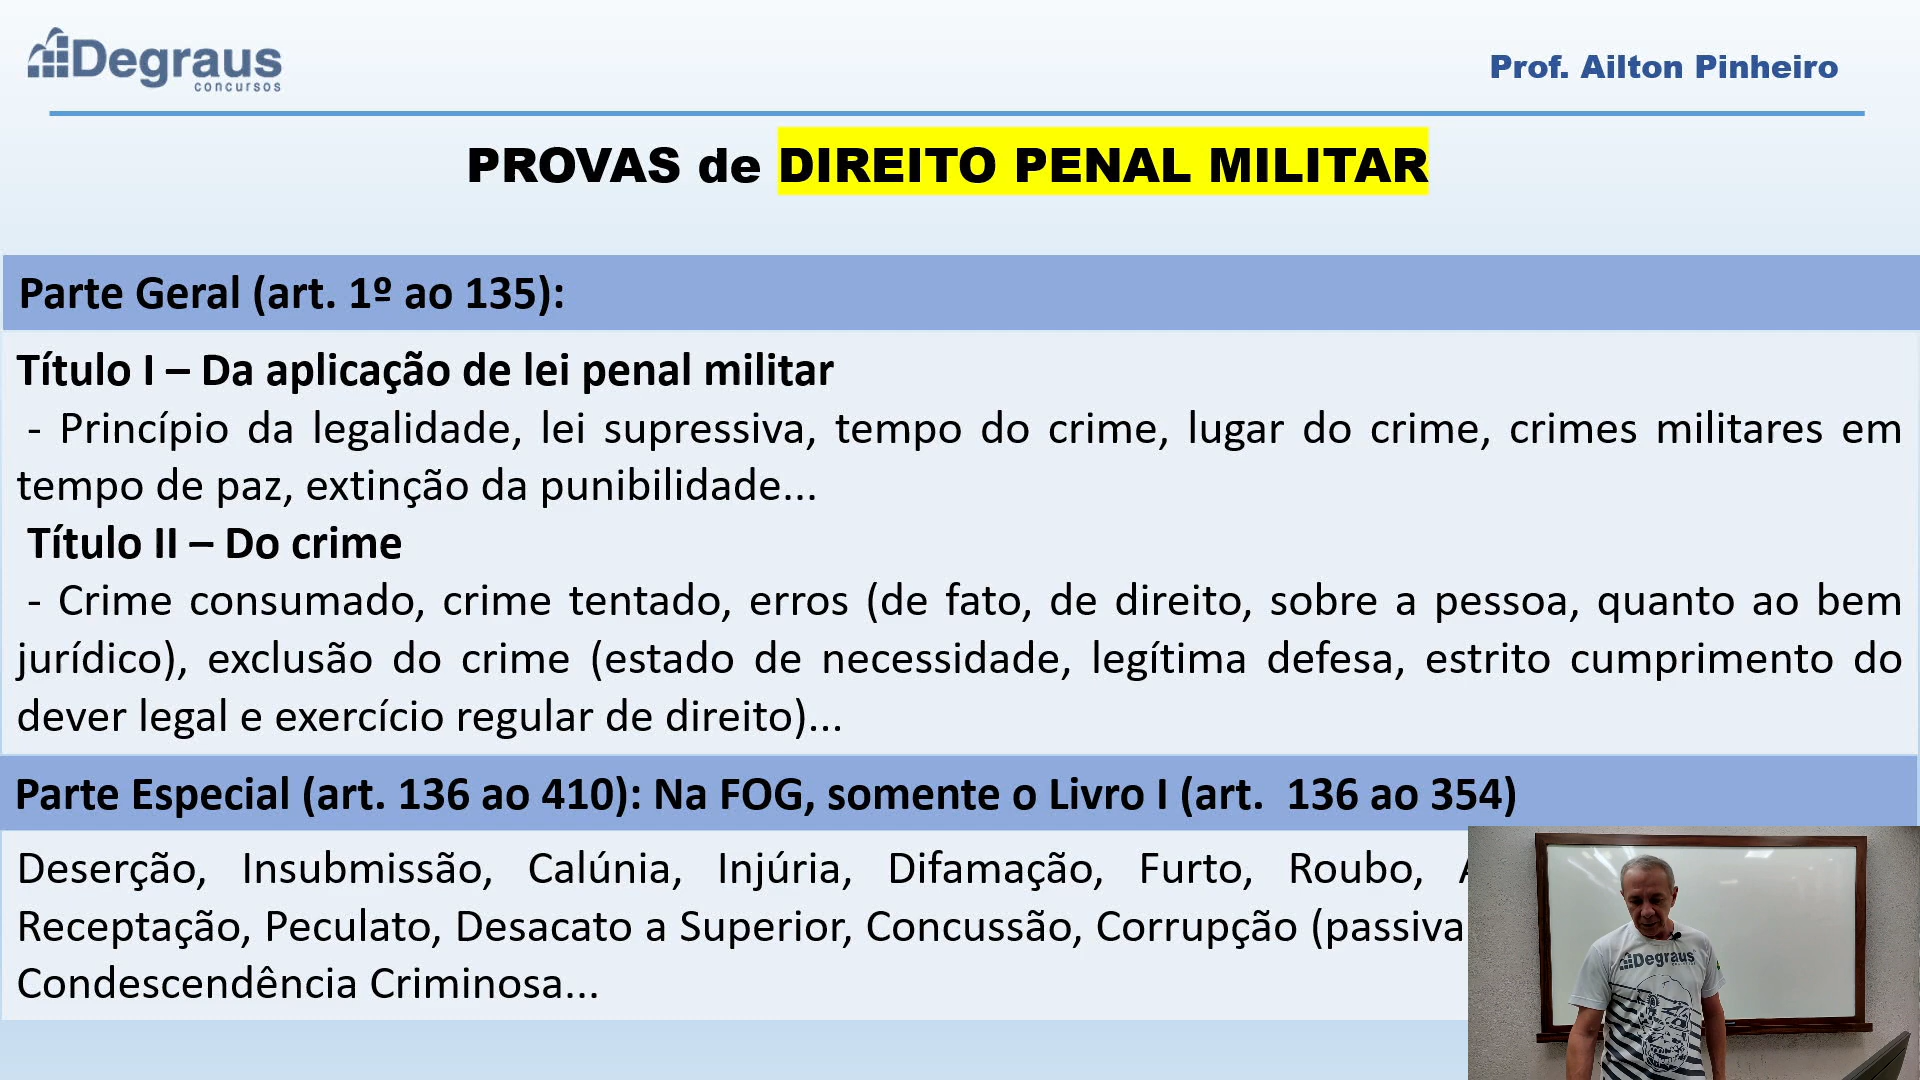 Degraus
concursos
Prof. Ailton Pinheiro
PROVAS de DIREITO PENAL MILITAR
Parte Geral (art. 1º ao 135):
Título I – Da aplicação de lei penal militar
- Princípio da legalidade, lei supressiva, tempo do crime, lugar do crime, crimes militares em
tempo de paz, extinção da punibilidade...
Título II – Do crime
- Crime consumado, crime tentado, erros (de fato, de direito, sobre a pessoa, quanto ao bem
jurídico), exclusão do crime (estado de necessidade, legítima defesa, estrito cumprimento do
dever legal e exercício regular de direito)...
Parte Especial (art. 136 ao 410): Na FOG, somente o Livro I (art. 136 ao 354)
Deserção, Insubmissão, Calúnia, Injúria, Difamação, Furto, Roubo,
Receptação, Peculato, Desacato a Superior, Concussão, Corrupção (passiva
Condescendência Criminosa...
Degraus